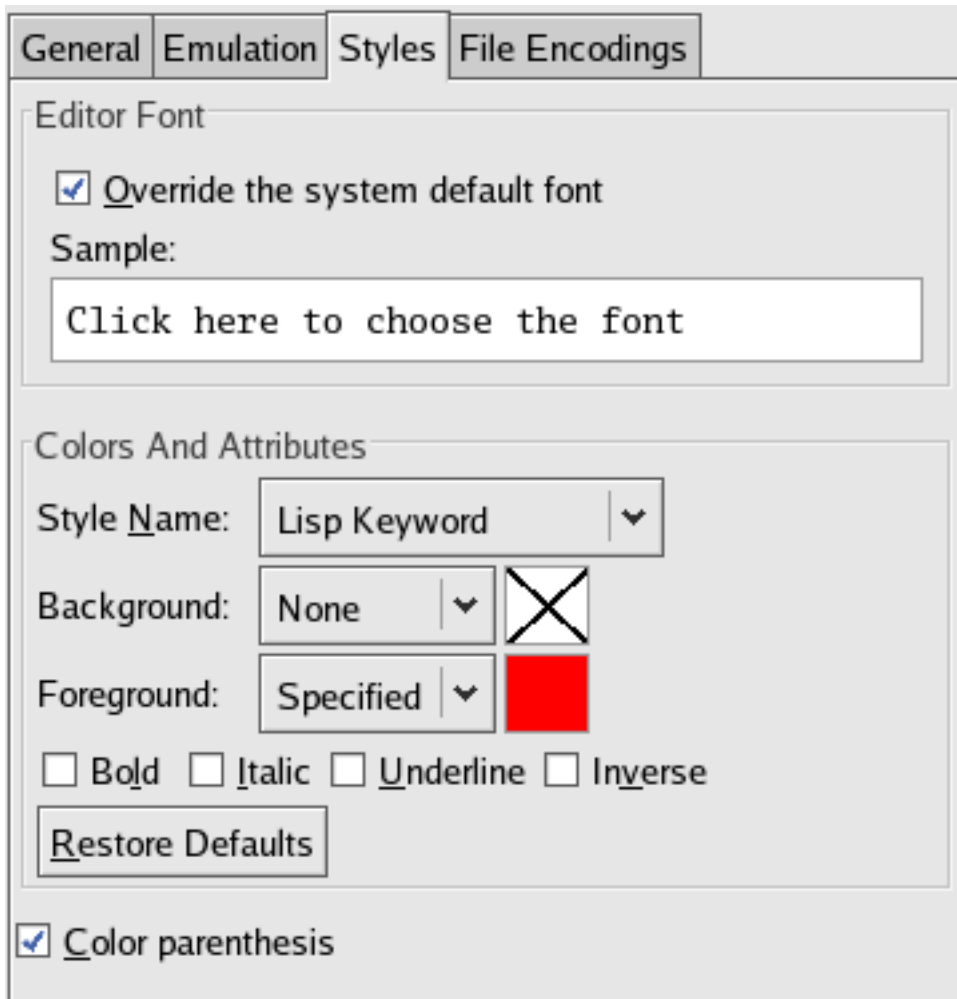 General Emulation Styles File Encodings
Editor Font
Override the system default font
Sample:
Click here to choose the font
Colors And Attributes
Style Name: Lisp Keyword
Background: None
Foreground: Specified
Bold Italic Underline Inverse
Restore Defaults
Color parenthesis